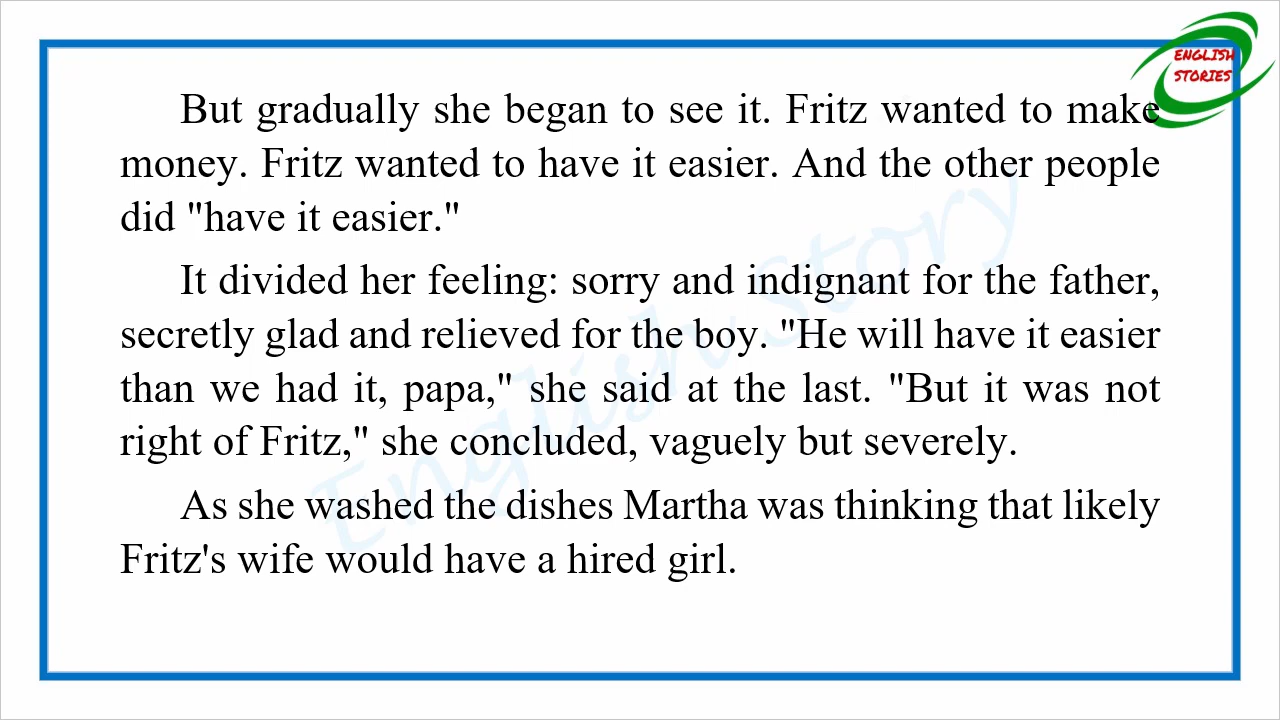 ENGLISH
STORIES
But gradually she began to see it. Fritz wanted to make
money. Fritz wanted to have it easier. And the other people
did "have it easier."
It divided her feeling: sorry and indignant for the father,
secretly glad and relieved for the boy. "He will have it easier
than we had it, papa," she said at the last. "But it was not
right of Fritz," she concluded, vaguely but severely.
As she washed the dishes Martha was thinking that likely
Fritz's wife would have a hired girl.
English Story